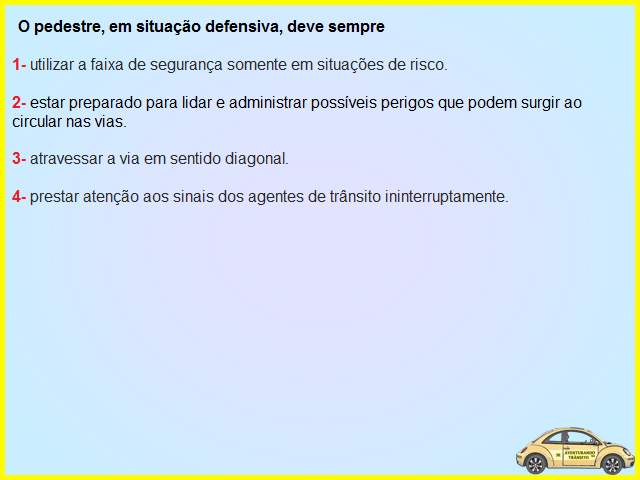 O pedestre, em situação defensiva, deve sempre
1- utilizar a faixa de segurança somente em situações de risco.
2- estar preparado para lidar e administrar possíveis perigos que podem surgir ao
circular nas vias.
3- atravessar a via em sentido diagonal.
4- prestar atenção aos sinais dos agentes de trânsito ininterruptamente.
AVENTURANDO
TRÂNSITO